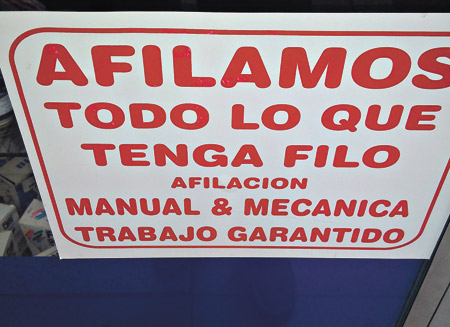 AFILAMOS
TODO LO QUE
TENGA FILO
AFILACION
MANUAL & MECANICA
TRABAJO GARANTIDO